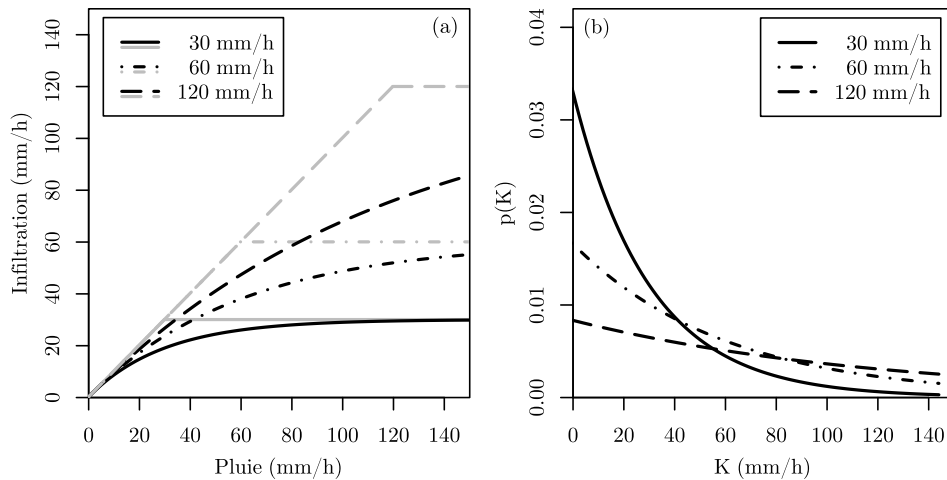 (a)
30 mm/h
60 mm/h
120 mm/h
Infiltration (mm/h)
140
120
100
80
60
40
20
0
0 20 40 60 80 100 120 140
Pluie (mm/h)
(b)
30 mm/h
60 mm/h
120 mm/h
p(K)
0.04
0.03
0.02
0.01
0.00
0 20 40 60 80 100 120 140
K (mm/h)